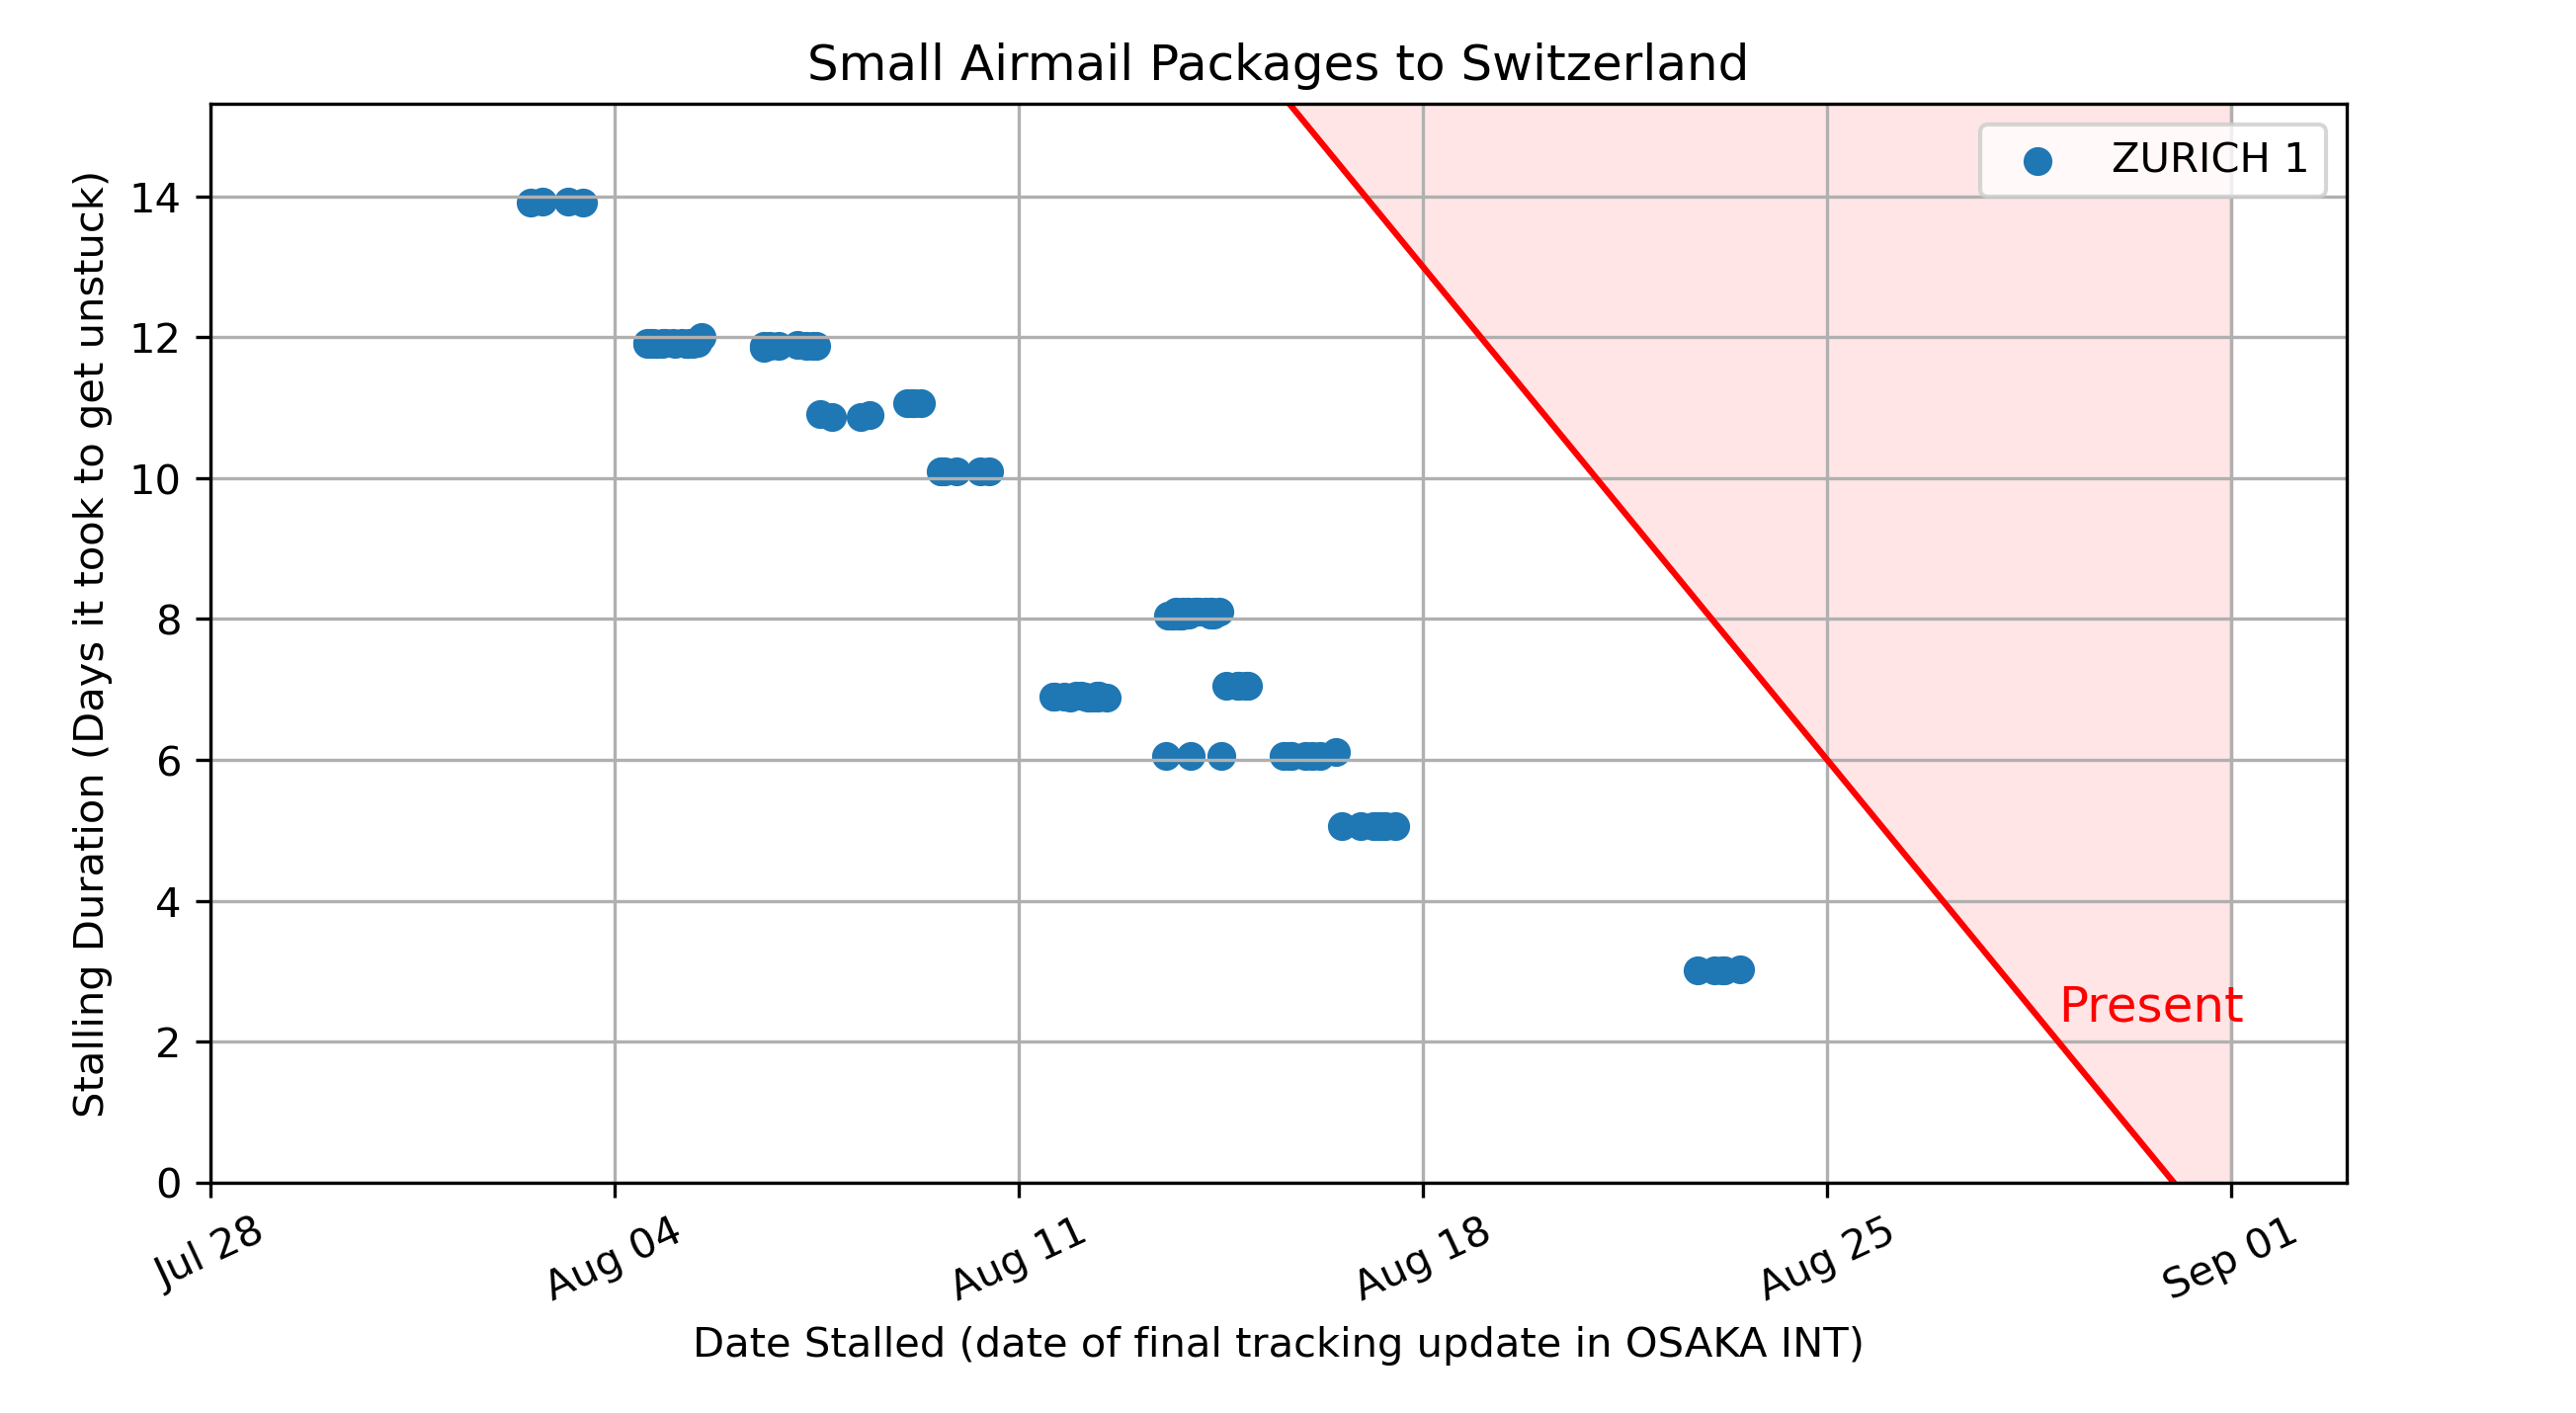 Small Airmail Packages to Switzerland
ZURICH 1
Stalling Duration (Days it took to get unstuck)
14
12
10
8
6
4
2
0
Present
Jul 28
Aug 04
Aug 11
Aug 18
Aug 25
Sep 01
Date Stalled (date of final tracking update in OSAKA INT)